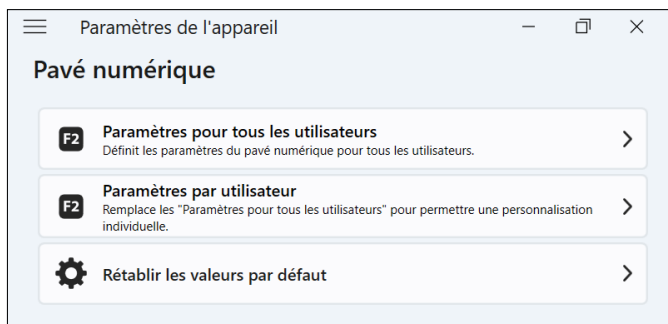 Paramètres de l'appareil
Pavé numérique
F2
Paramètres pour tous les utilisateurs
Définit les paramètres du pavé numérique pour tous les utilisateurs.
F2
Paramètres par utilisateur
Remplace les "Paramètres pour tous les utilisateurs" pour permettre une personnalisation
individuelle.
Rétablir les valeurs par défaut